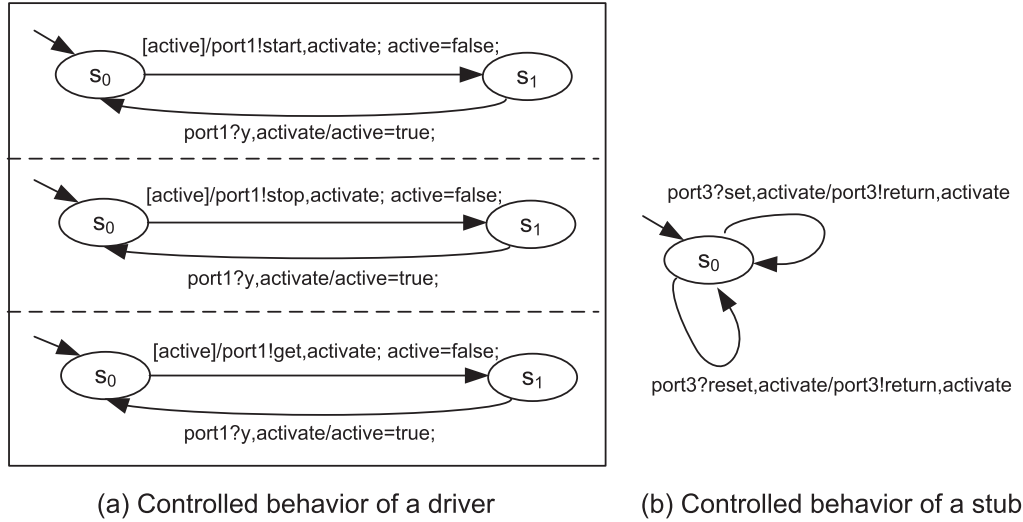 [active]/port1!start,activate; active=false;
s0
s1
port1?y,activate/active=true;
[active]/port1!stop,activate; active=false;
s0
s1
port1?y,activate/active=true;
[active]/port1!get,activate; active=false;
s0
s1
port1?y,activate/active=true;
port3?set,activate/port3!return,activate
s0
port3?reset,activate/port3!return,activate
(a) Controlled behavior of a driver
(b) Controlled behavior of a stub